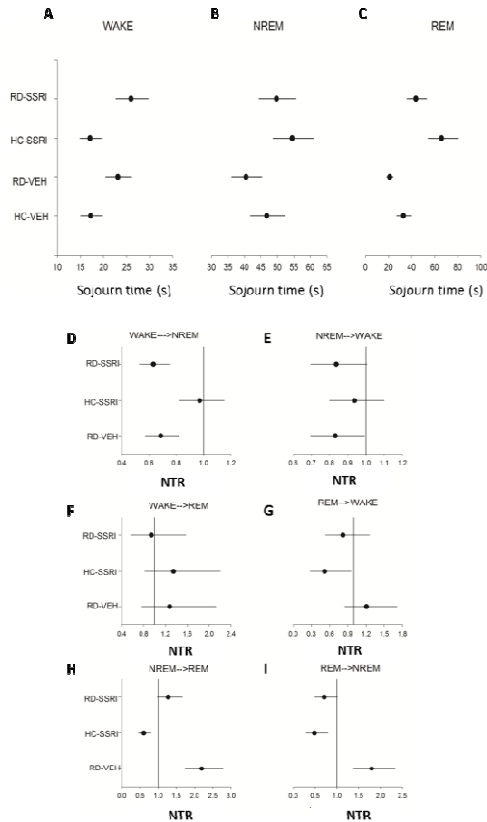 A B C
WAKE NREM REM
RD-SSRI
HC-SSRI
RD-VEH
HC-VEH
10 15 20 25 30 35
30 35 40 45 50 55 60 65
0 20 40 60 80 100
Sojourn time (s) Sojourn time (s) Sojourn time (s)
D E
WAKE--->NREM NREM--->WAKE
RD-SSRI
HC-SSRI
RD-VEH
0.4 0.6 0.8 1.0 1.2
0.6 0.7 0.9 1.0 1.2
NTR NTR
F G
WAKE-->REM REM-->WAKE
RD-SSRI
HC-SSRI
RD-VEH
0.4 0.8 1.2 1.6 2.0 2.4
0.0 0.3 0.6 0.9 1.2 1.5 1.8
NTR NTR
H I
NREM-->REM REM-->NREM
RD-SSRI
HC-SSRI
RD-VEH
0.0 0.5 1.0 1.5 2.0 2.5 3.0
0.0 0.5 1.0 1.5 2.0 2.5
NTR NTR